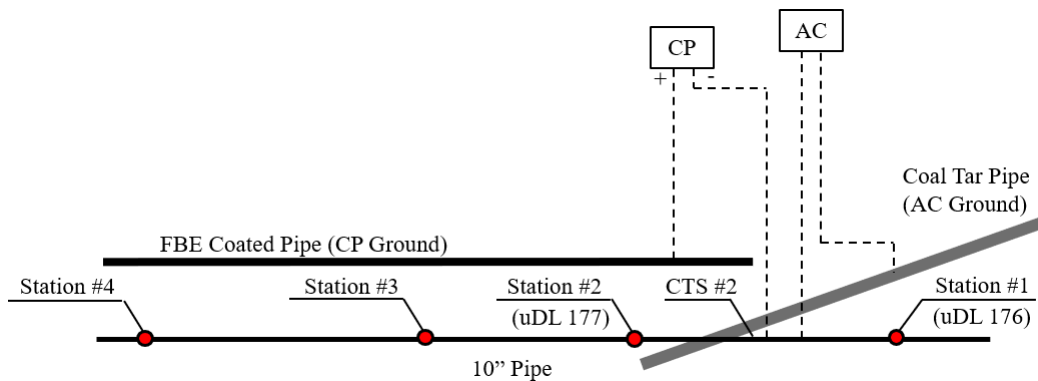 CP
AC
+
-
Coal Tar Pipe
(AC Ground)
FBE Coated Pipe (CP Ground)
Station #4
Station #3
Station #2
(uDL 177)
CTS #2
Station #1
(uDL 176)
10” Pipe